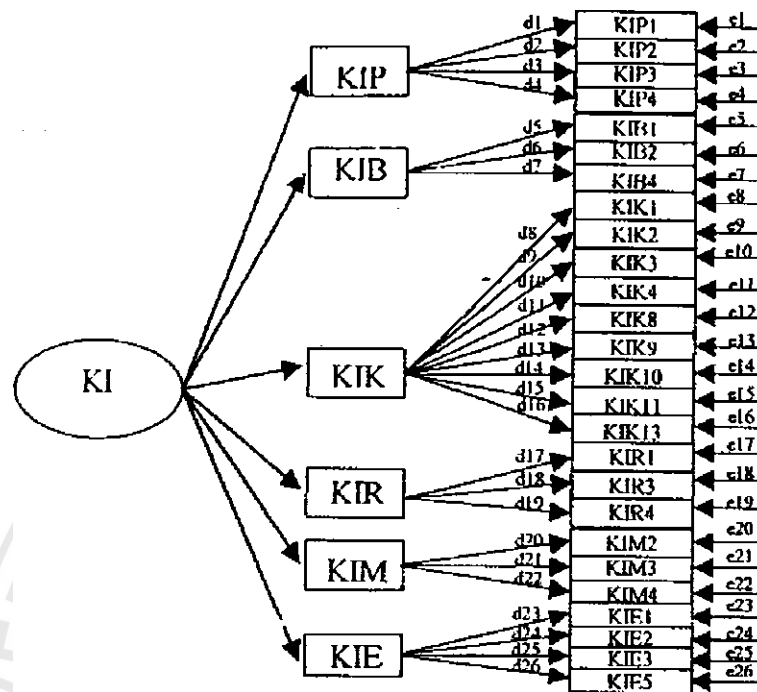 d1 KIP1 e1
d2 KIP2 e2
KIP d3 KIP3 e3
d4 KIP4 e4
d5 KIB1 e5
KIB d6 KIB2 e6
d7 KIB4 e7
d8 KIK1 e8
d9 KIK2 e9
d10 KIK3 e10
d11 KIK4 e11
d12 KIK8 e12
KI KIK d13 KIK9 e13
d14 KIK10 e14
d15 KIK11 e15
d16 KIK13 e16
d17 KIR1 e17
KIR d18 KIR3 e18
d19 KIR4 e19
d20 KIM2 e20
KIM d21 KIM3 e21
d22 KIM4 e22
d23 KIE1 e23
d24 KIE2 e24
KIE d25 KIE3 e25
d26 KIE5 e26